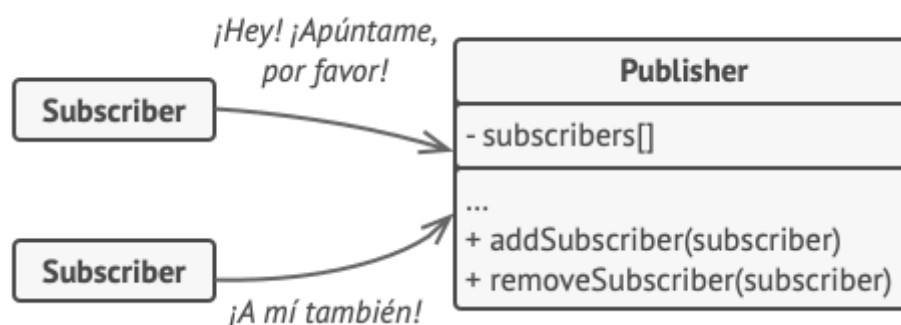 ¡Hey! ¡Apúntame,
por favor!
Subscriber
Subscriber
¡A mí también!
Publisher
- subscribers[]
...
+ addSubscriber(subscriber)
+ removeSubscriber(subscriber)